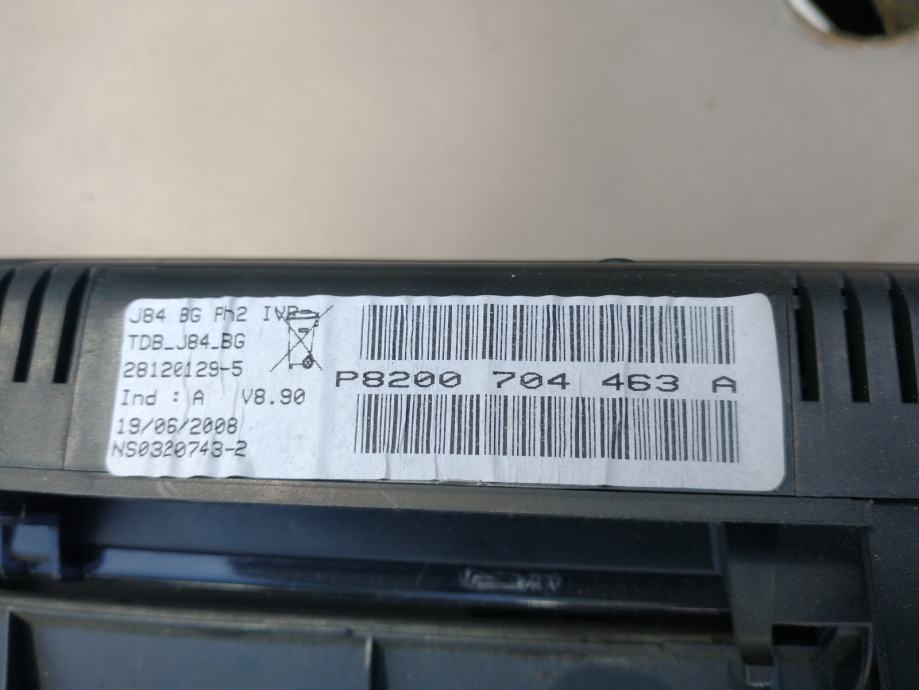 J84 BG Ph2 IVP
TDB_J84_BG
28120129-5
Ind : A V8.90
19/06/2008
NS0320743-2
P8200 704 463 A